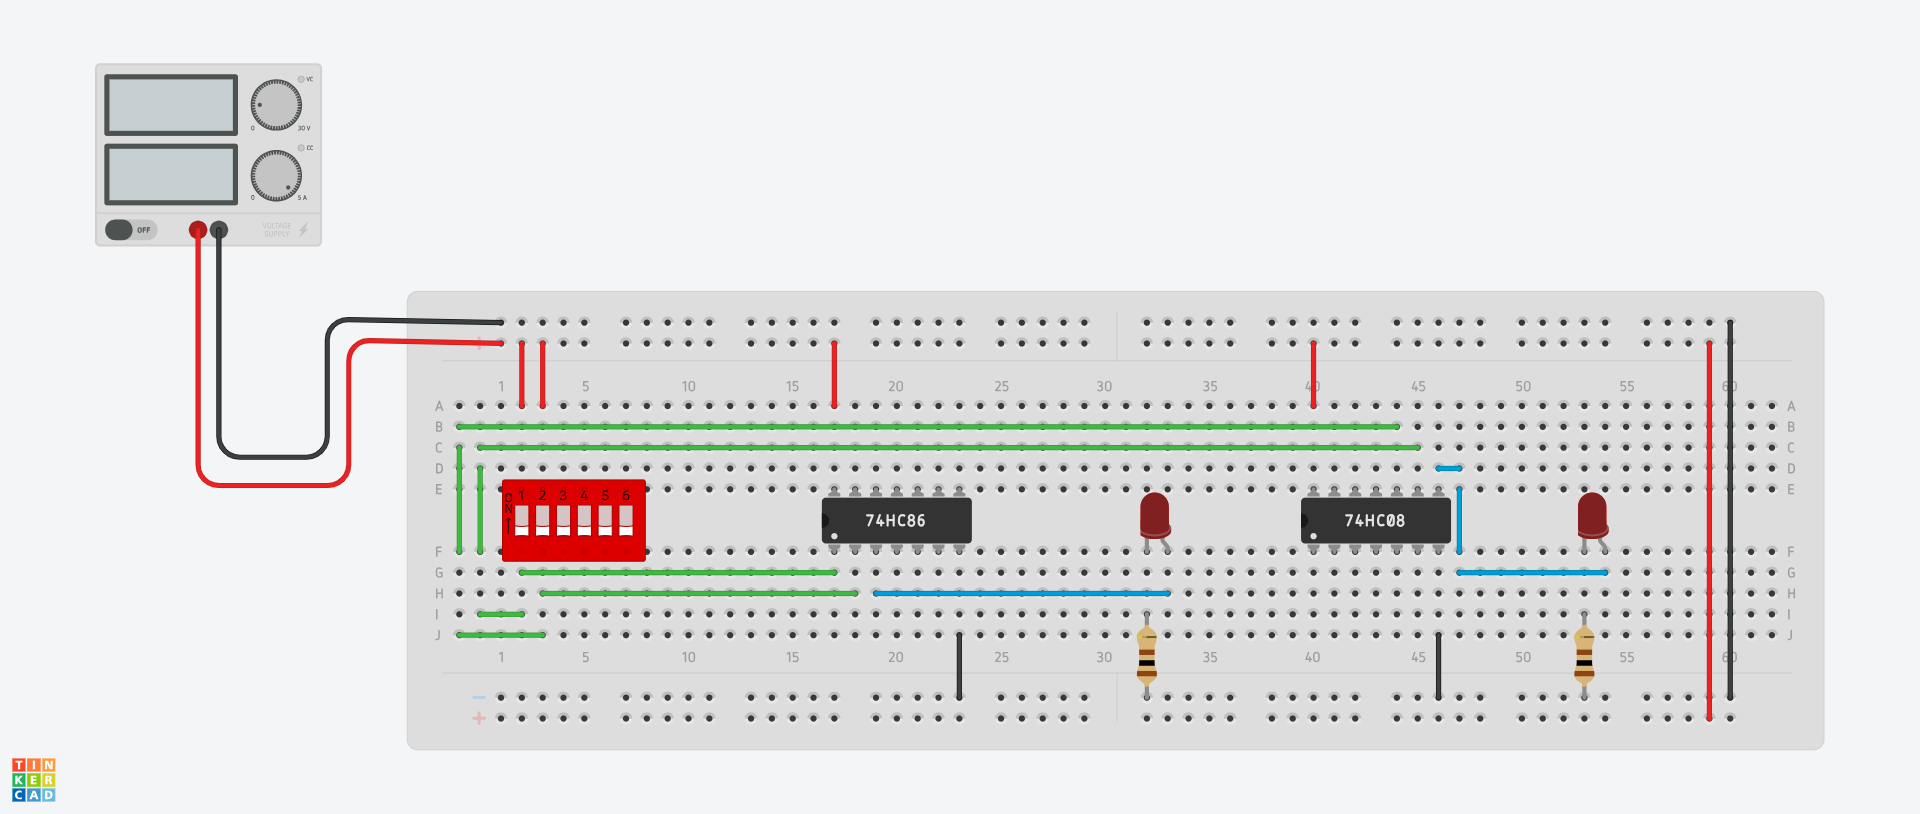 VC
0 30 V
CC
0 5 A
OFF
VOLTAGE
SUPPLY
1 5 10 15 20 25 30 35 40 45 50 55 60
A A
B B
C C
D D
E E
ON 1 2 3 4 5 6
74HC86 74HC08
F F
G G
H H
I I
J J
1 5 10 15 20 25 30 35 40 45 50 55 60
−
+
TIN
KER
CAD